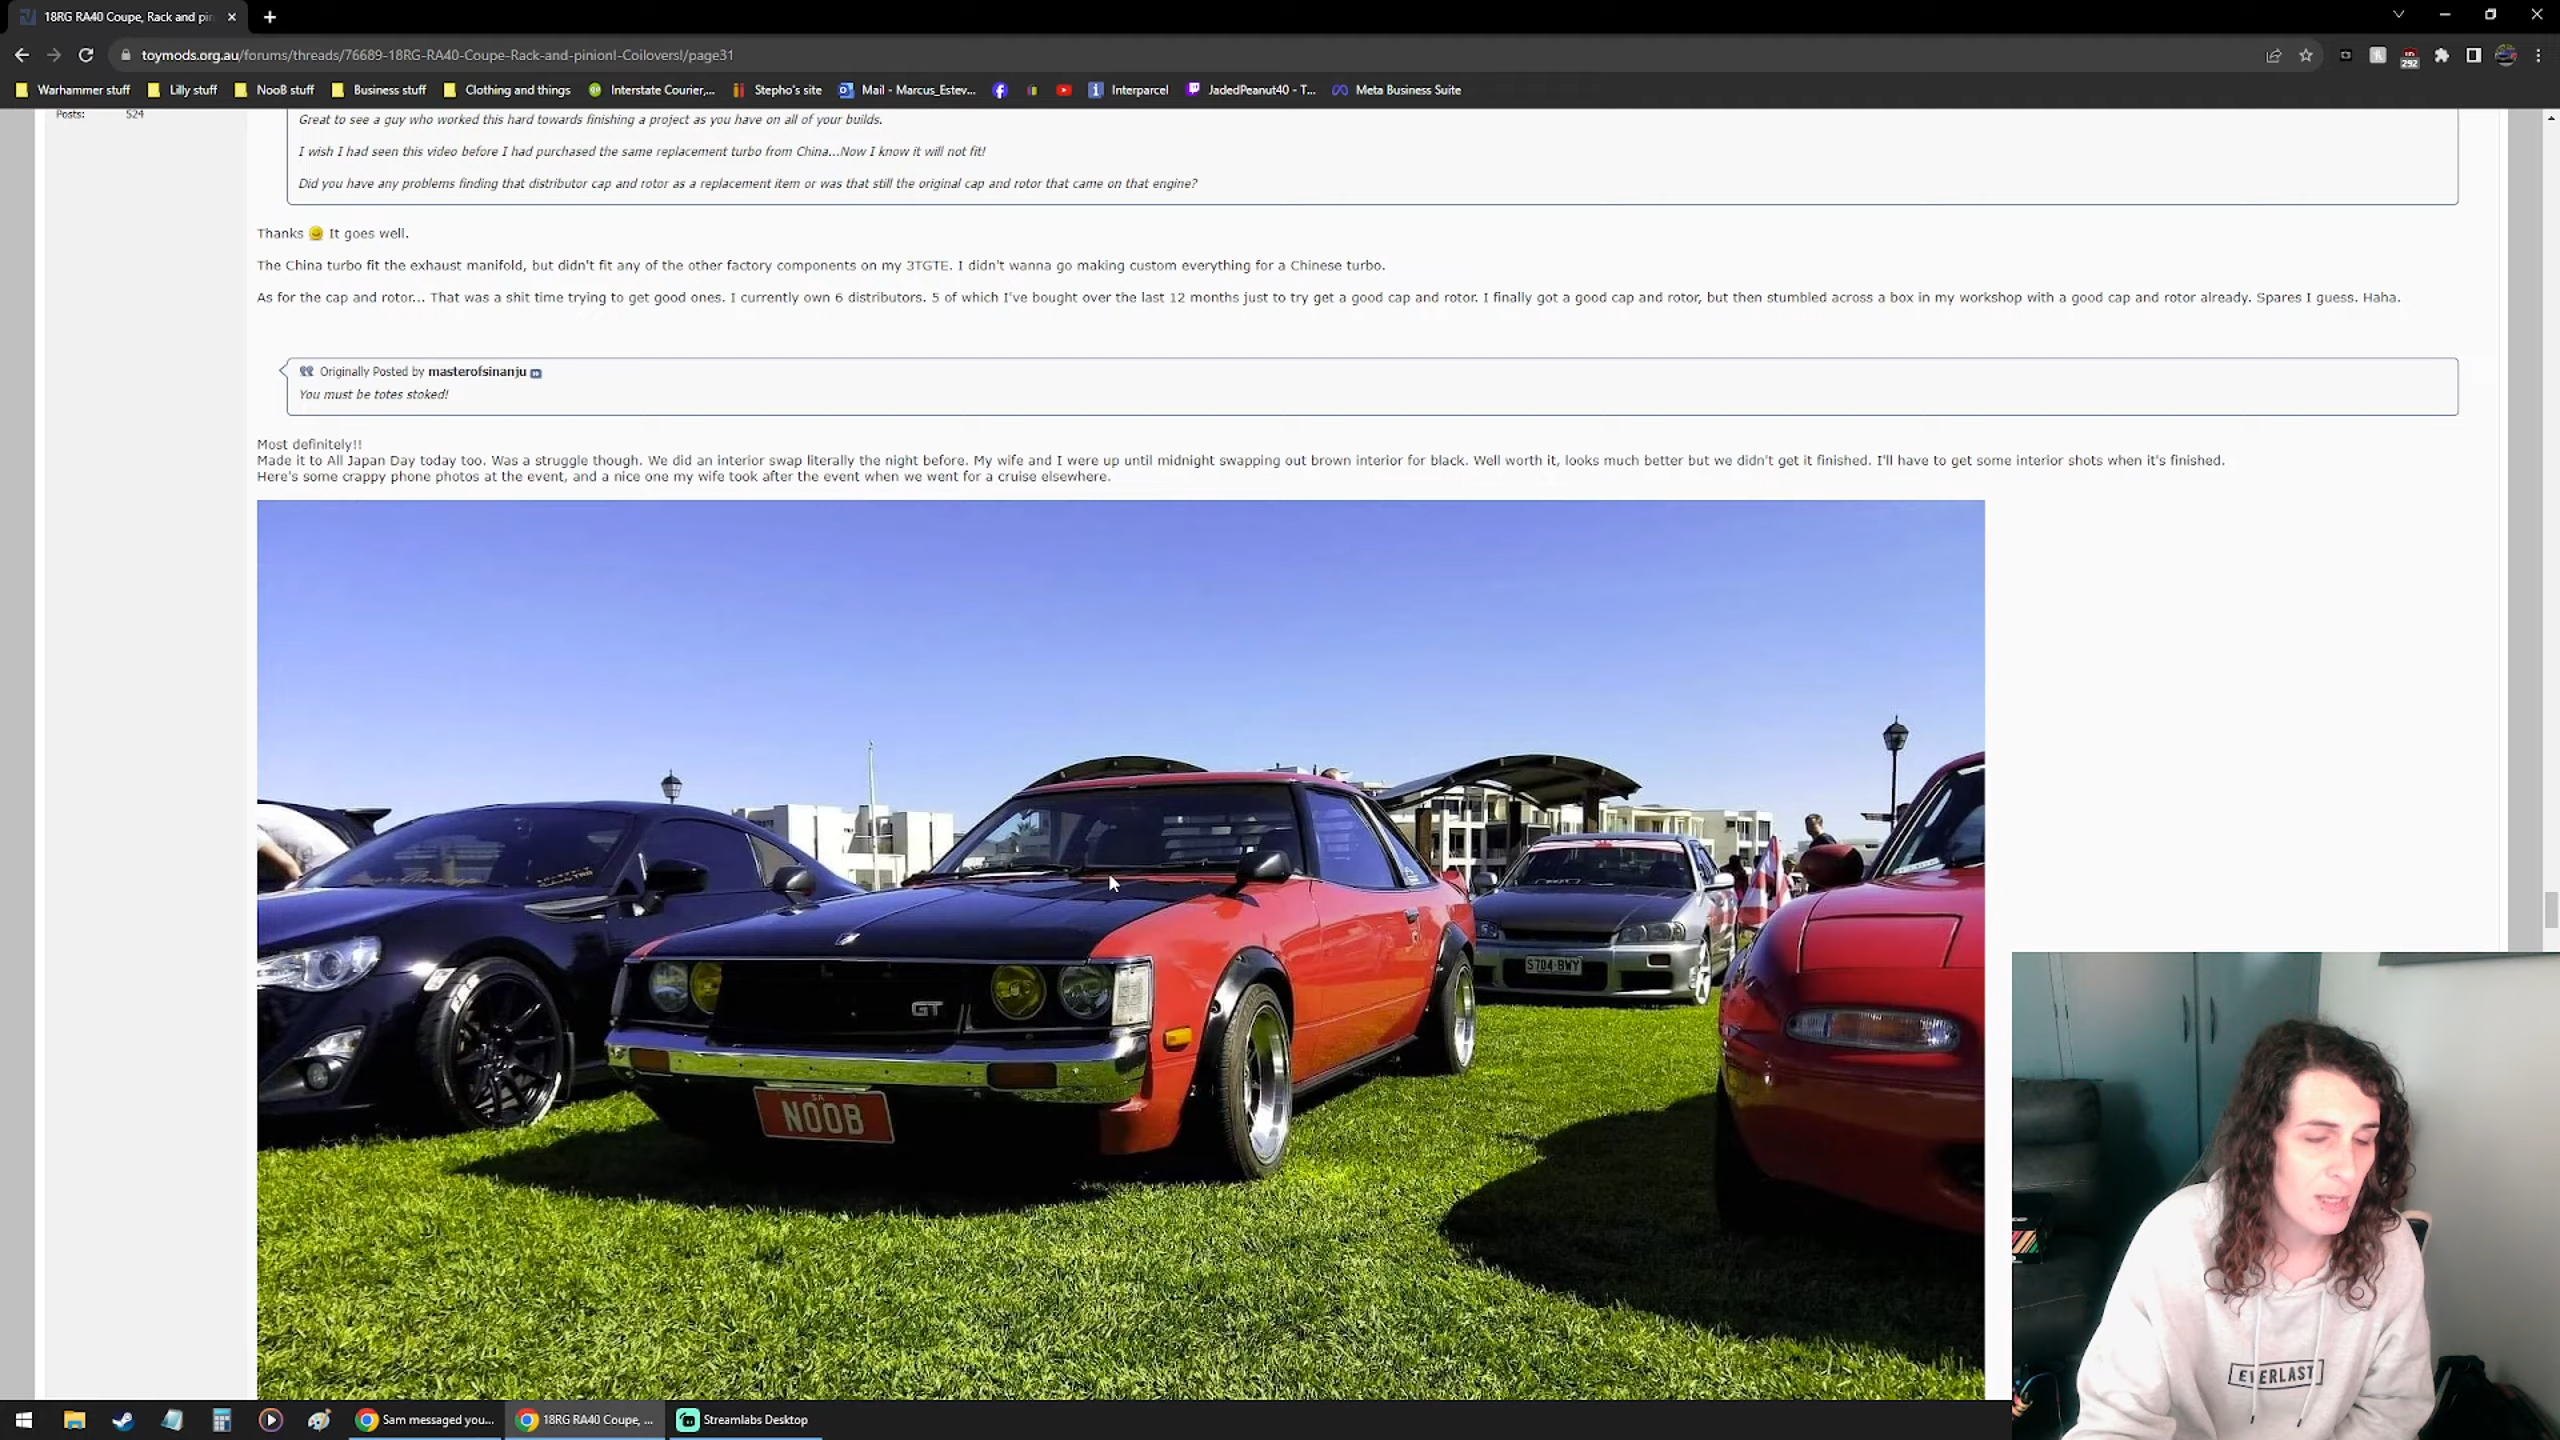 18RG RA40 Coupe, Rack and pin
toymods.org.au/forums/threads/76689-18RG-RA40-Coupe-Rack-and-pinionl-Coilovers!/page31
292
Warhammer stuff
Lilly stuff
NooB stuff
Business stuff
Clothing and things
Interstate Courier,...
Stepho's site
Mail - Marcus_Estev...
Interparcel
JadedPeanut40 - T...
Meta Business Suite
Posts: 524
Great to see a guy who worked this hard towards finishing a project as you have on all of your builds.
I wish I had seen this video before I had purchased the same replacement turbo from China...Now I know it will not fit!
Did you have any problems finding that distributor cap and rotor as a replacement item or was that still the original cap and rotor that came on that engine?
Thanks It goes well.
The China turbo fit the exhaust manifold, but didn't fit any of the other factory components on my 3TGTE. I didn't wanna go making custom everything for a Chinese turbo.
As for the cap and rotor... That was a shit time trying to get good ones. I currently own 6 distributors. 5 of which I've bought over the last 12 months just to try get a good cap and rotor. I finally got a good cap and rotor, but then stumbled across a box in my workshop with a good cap and rotor already. Spares I guess. Haha.
Originally Posted by masterofsinanju
You must be totes stoked!
Most definitely!!
Made it to All Japan Day today too. Was a struggle though. We did an interior swap literally the night before. My wife and I were up until midnight swapping out brown interior for black. Well worth it, looks much better but we didn't get it finished. I'll have to get some interior shots when it's finished.
Here's some crappy phone photos at the event, and a nice one my wife took after the event when we went for a cruise elsewhere.
S704·BWY
GT
SA
NOOB
EVERLAST
Sam messaged you...
18RG RA40 Coupe, ...
Streamlabs Desktop